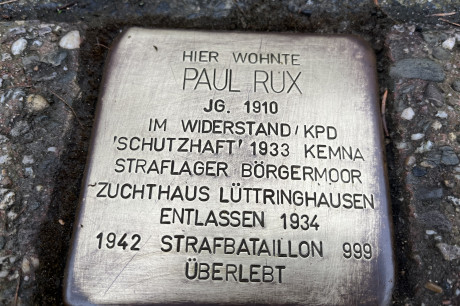 HIER WOHNTE
PAUL RÜX
JG. 1910
IM WIDERSTAND/KPD
'SCHUTZHAFT' 1933 KEMNA
STRAFLAGER BÖRGERMOOR
ZUCHTHAUS LÜTTRINGHAUSEN
ENTLASSEN 1934
1942 STRAFBATAILLON 999
ÜBERLEBT